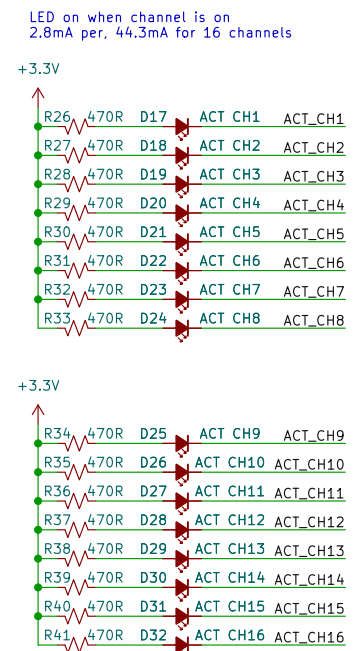 LED on when channel is on
2.8mA per, 44.3mA for 16 channels
+3.3V
R26 470R D17 ACT CH1 ACT_CH1
R27 470R D18 ACT CH2 ACT_CH2
R28 470R D19 ACT CH3 ACT_CH3
R29 470R D20 ACT CH4 ACT_CH4
R30 470R D21 ACT CH5 ACT_CH5
R31 470R D22 ACT CH6 ACT_CH6
R32 470R D23 ACT CH7 ACT_CH7
R33 470R D24 ACT CH8 ACT_CH8
+3.3V
R34 470R D25 ACT CH9 ACT_CH9
R35 470R D26 ACT CH10 ACT_CH10
R36 470R D27 ACT CH11 ACT_CH11
R37 470R D28 ACT CH12 ACT_CH12
R38 470R D29 ACT CH13 ACT_CH13
R39 470R D30 ACT CH14 ACT_CH14
R40 470R D31 ACT CH15 ACT_CH15
R41 470R D32 ACT CH16 ACT_CH16